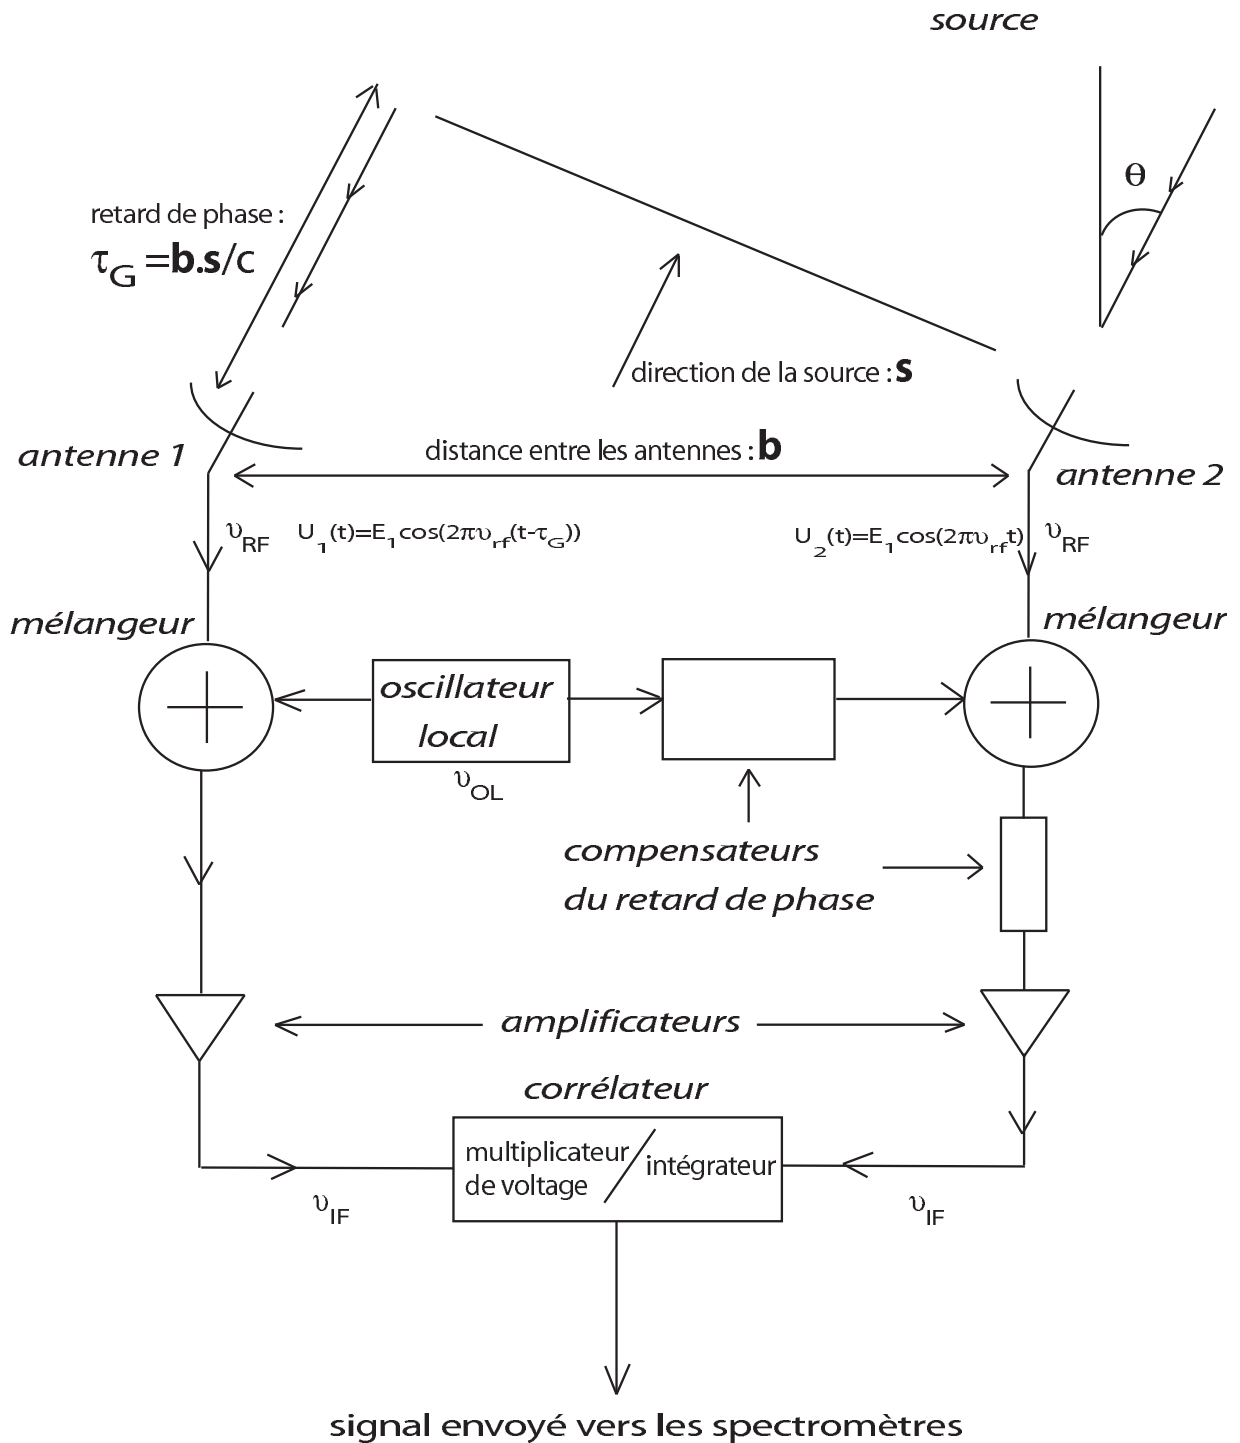 source
θ
retard de phase :
τG =b.s/c
direction de la source : s
antenne 1
distance entre les antennes : b
antenne 2
υRF
U1(t)=E1cos(2πυrf(t-τG))
U2(t)=E1cos(2πυrft)
υRF
mélangeur
mélangeur
oscillateur
local
υOL
compensateurs
du retard de phase
amplificateurs
corrélateur
multiplicateur
de voltage
/
intégrateur
υIF
υIF
signal envoyé vers les spectromètres